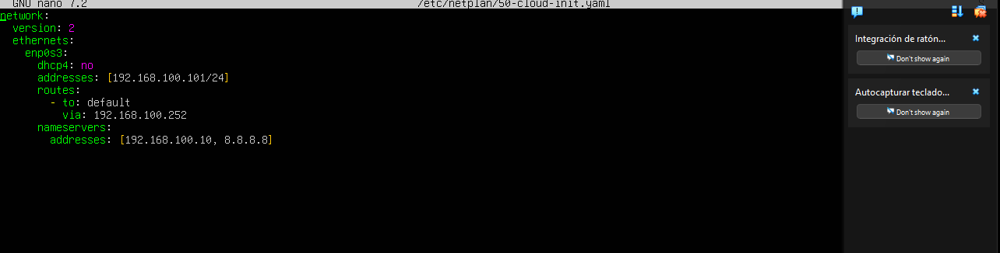 GNU nano 7.2 /etc/netplan/50-cloud-init.yaml
network:
  version: 2
  ethernets:
    enp0s3:
      dhcp4: no
      addresses: [192.168.100.101/24]
      routes:
        - to: default
          via: 192.168.100.252
      nameservers:
        addresses: [192.168.100.10, 8.8.8.8]
Integración de ratón...
Don't show again
Autocapturar teclado...
Don't show again